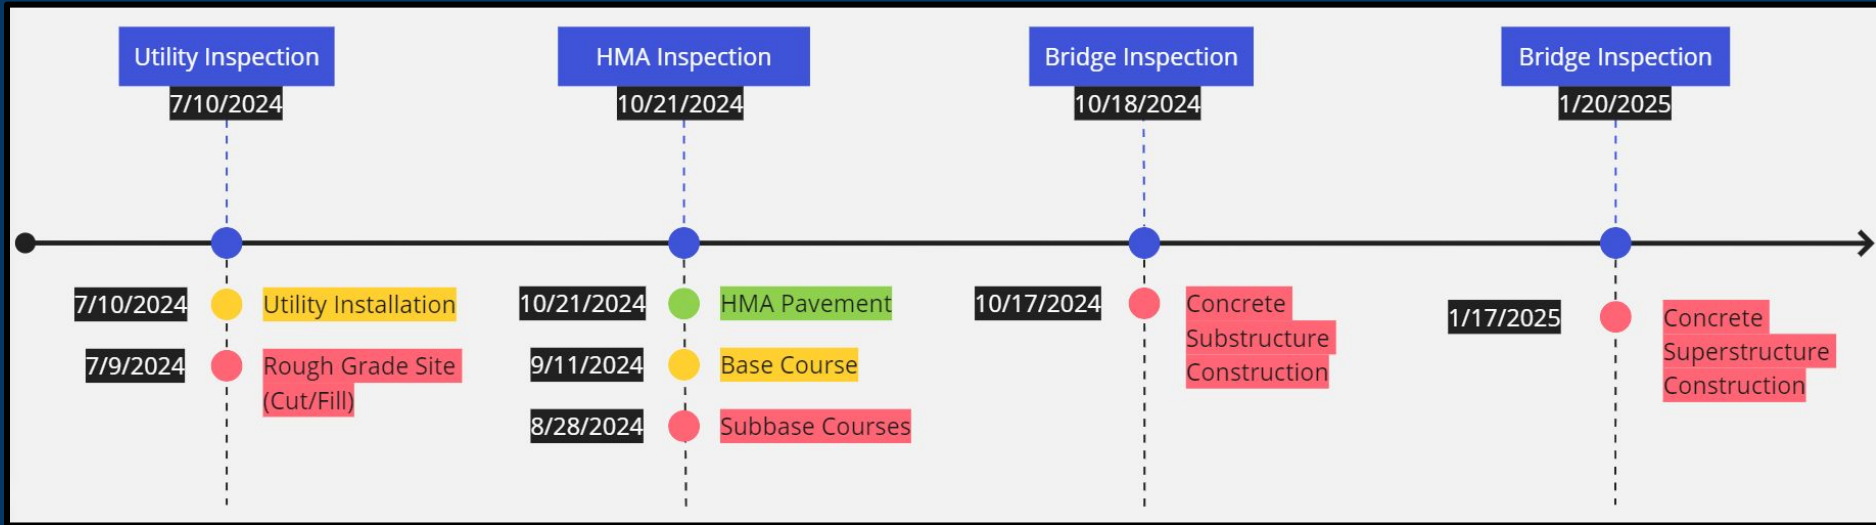 Utility Inspection
7/10/2024
HMA Inspection
10/21/2024
Bridge Inspection
10/18/2024
Bridge Inspection
1/20/2025
7/10/2024 Utility Installation
7/9/2024 Rough Grade Site
(Cut/Fill)
10/21/2024 HMA Pavement
9/11/2024 Base Course
8/28/2024 Subbase Courses
10/17/2024 Concrete
Substructure
Construction
1/17/2025 Concrete
Superstructure
Construction